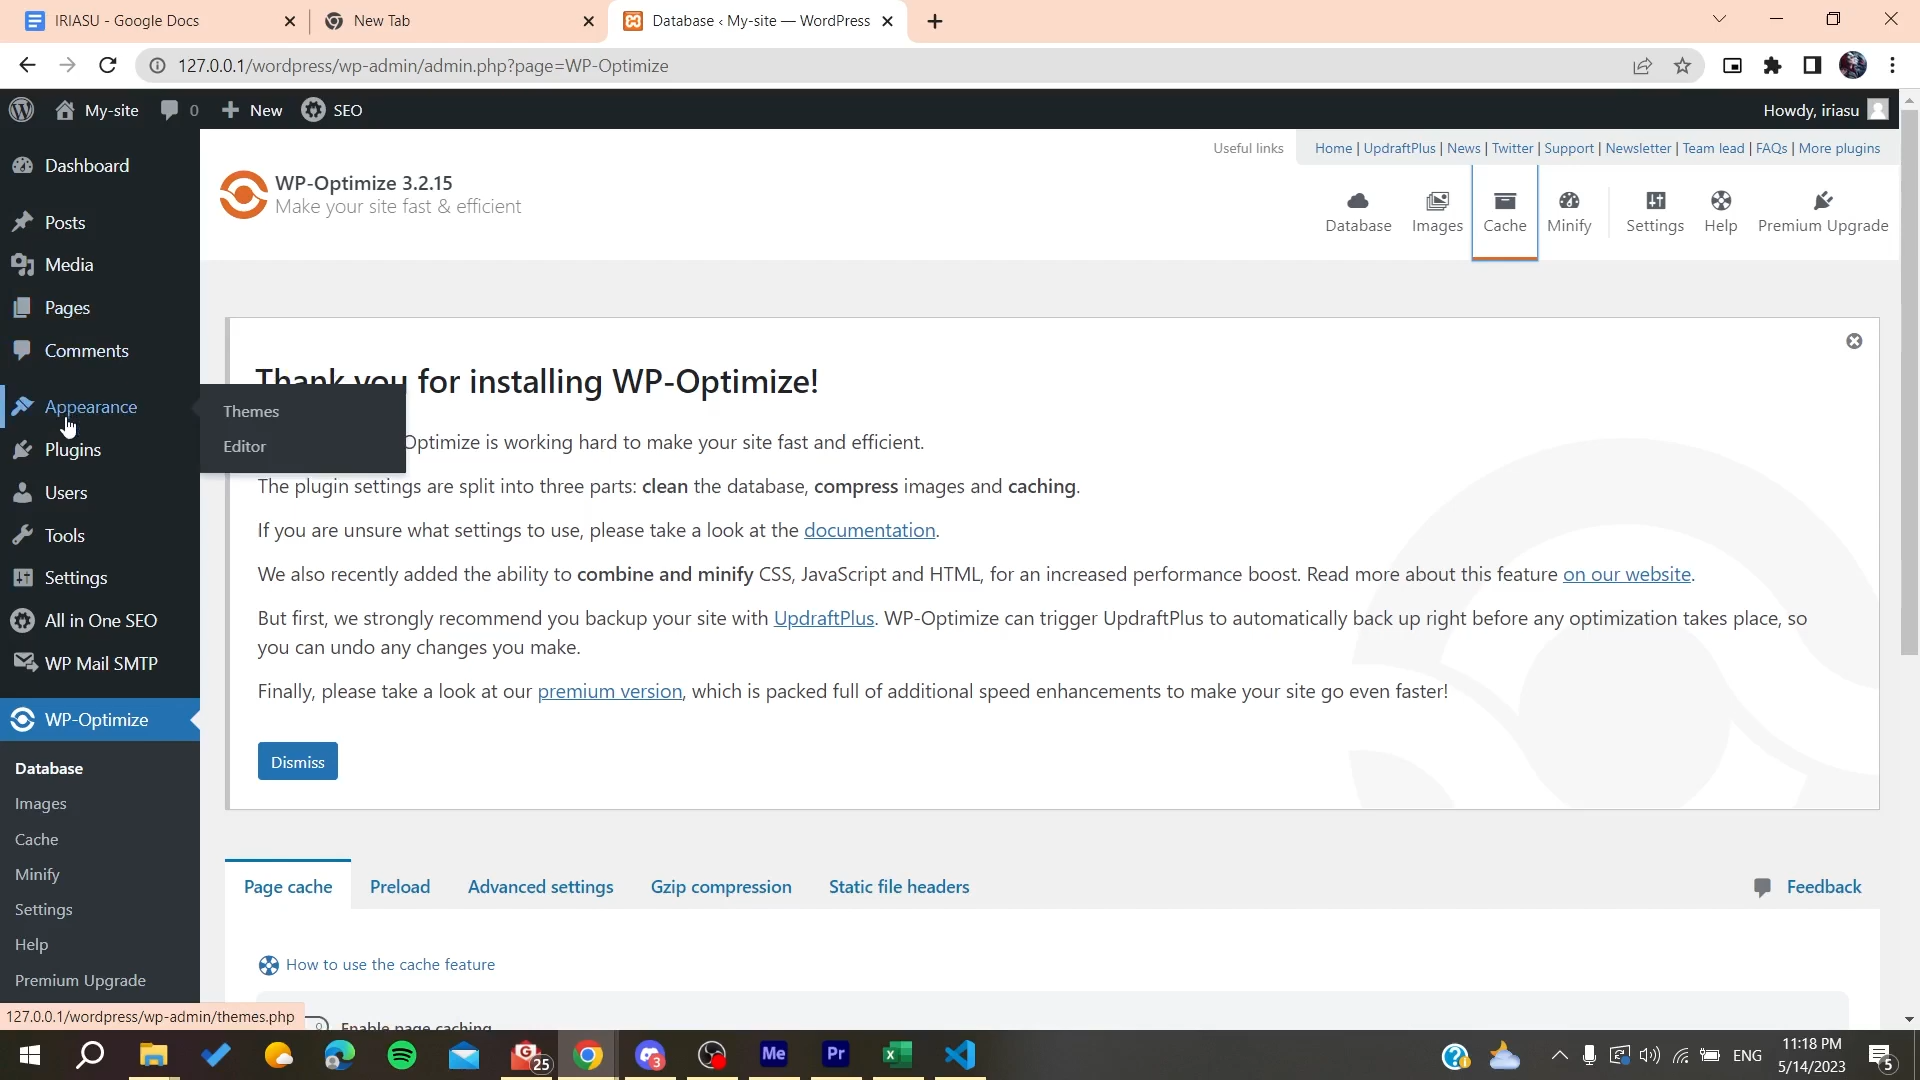 IRIASU - Google Docs
New Tab
Database ‹ My-site — WordPress
127.0.0.1/wordpress/wp-admin/admin.php?page=WP-Optimize
My-site
0
New
SEO
Howdy, iriasu
Dashboard
Posts
Media
Pages
Comments
Appearance
Themes
Editor
Plugins
Users
Tools
Settings
All in One SEO
WP Mail SMTP
WP-Optimize
Database
Images
Cache
Minify
Settings
Help
Premium Upgrade
Useful links
Home | UpdraftPlus | News | Twitter | Support | Newsletter | Team lead | FAQs | More plugins
WP-Optimize 3.2.15
Make your site fast & efficient
Database
Images
Cache
Minify
Settings
Help
Premium Upgrade
Thank you for installing WP-Optimize!
Optimize is working hard to make your site fast and efficient.
The plugin settings are split into three parts: clean the database, compress images and caching.
If you are unsure what settings to use, please take a look at the documentation.
We also recently added the ability to combine and minify CSS, JavaScript and HTML, for an increased performance boost. Read more about this feature on our website.
But first, we strongly recommend you backup your site with UpdraftPlus. WP-Optimize can trigger UpdraftPlus to automatically back up right before any optimization takes place, so
you can undo any changes you make.
Finally, please take a look at our premium version, which is packed full of additional speed enhancements to make your site go even faster!
Dismiss
Page cache
Preload
Advanced settings
Gzip compression
Static file headers
Feedback
How to use the cache feature
Enable page caching
127.0.0.1/wordpress/wp-admin/themes.php
25
3
Me
Pr
ENG
11:18 PM
5/14/2023
5